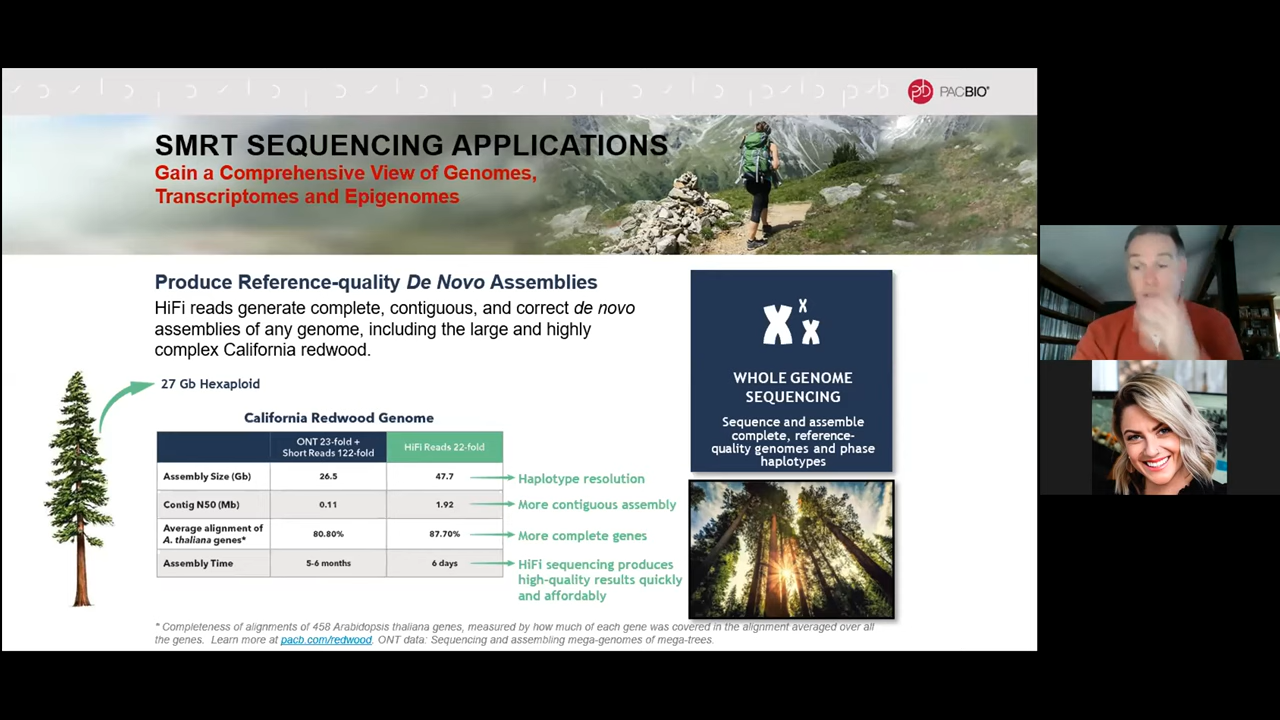 PACBIO®
SMRT SEQUENCING APPLICATIONS
Gain a Comprehensive View of Genomes,
Transcriptomes and Epigenomes
Produce Reference-quality De Novo Assemblies
HiFi reads generate complete, contiguous, and correct de novo
assemblies of any genome, including the large and highly
complex California redwood.
27 Gb Hexaploid
California Redwood Genome
ONT 23-fold +
Short Reads 122-fold
HiFi Reads 22-fold
Assembly Size (Gb) 26.5 47.7
Haplotype resolution
Contig N50 (Mb) 0.11 1.92
More contiguous assembly
Average alignment of
A. thaliana genes* 80.80% 87.70%
More complete genes
Assembly Time 5-6 months 6 days
HiFi sequencing produces
high-quality results quickly
and affordably
WHOLE GENOME
SEQUENCING
Sequence and assemble
complete, reference-
quality genomes and phase
haplotypes
* Completeness of alignments of 458 Arabidopsis thaliana genes, measured by how much of each gene was covered in the alignment averaged over all
the genes. Learn more at pacb.com/redwood. ONT data: Sequencing and assembling mega-genomes of mega-trees.